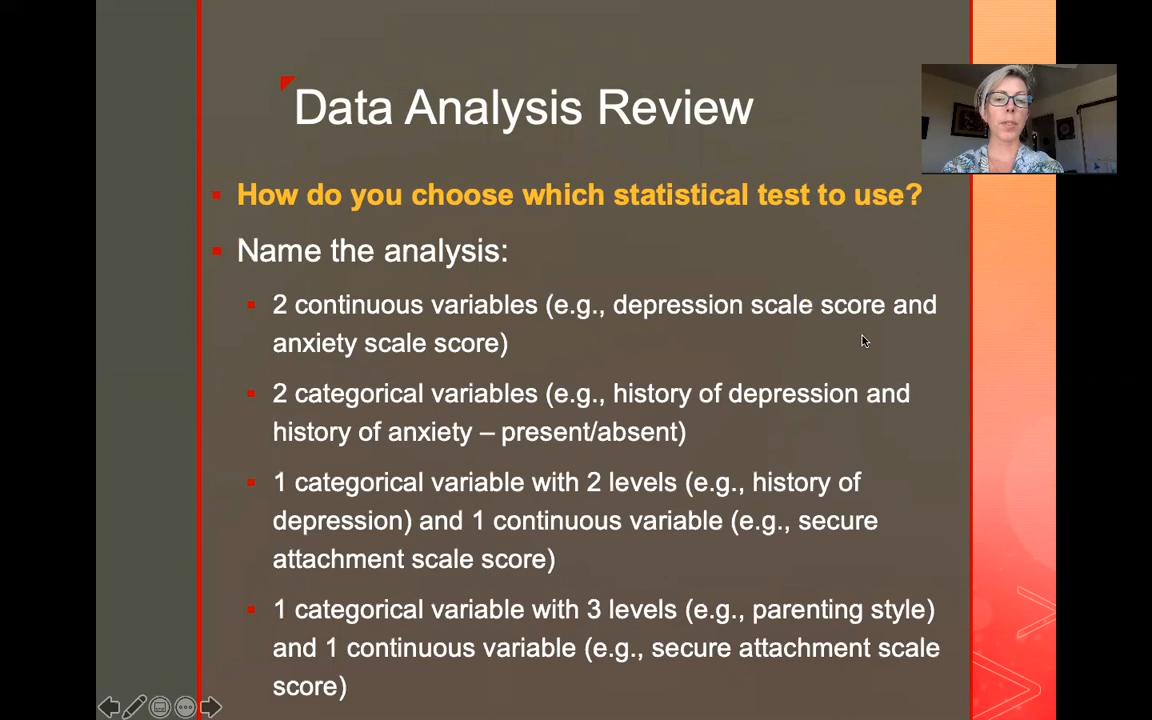 Data Analysis Review
How do you choose which statistical test to use?
Name the analysis:
2 continuous variables (e.g., depression scale score and
anxiety scale score)
2 categorical variables (e.g., history of depression and
history of anxiety – present/absent)
1 categorical variable with 2 levels (e.g., history of
depression) and 1 continuous variable (e.g., secure
attachment scale score)
1 categorical variable with 3 levels (e.g., parenting style)
and 1 continuous variable (e.g., secure attachment scale
score)